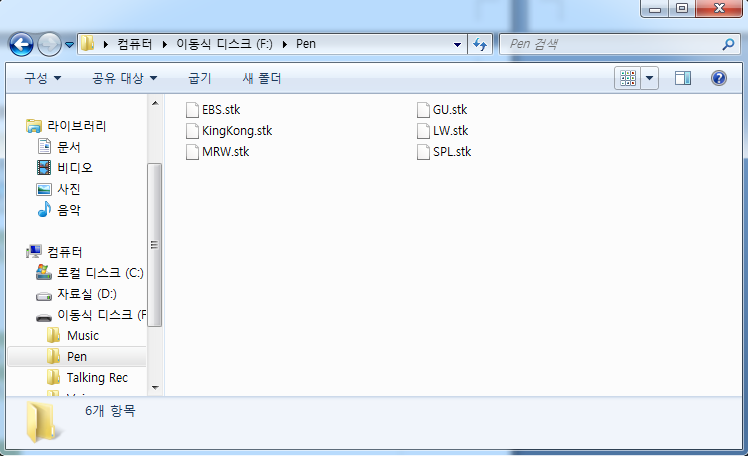 컴퓨터 이동식 디스크 (F:) Pen
Pen 검색
구성 공유 대상 굽기 새 폴더
라이브러리
문서
비디오
사진
음악
컴퓨터
로컬 디스크 (C:)
자료실 (D:)
이동식 디스크 (F
Music
Pen
Talking Rec
EBS.stk
GU.stk
KingKong.stk
LW.stk
MRW.stk
SPL.stk
6개 항목